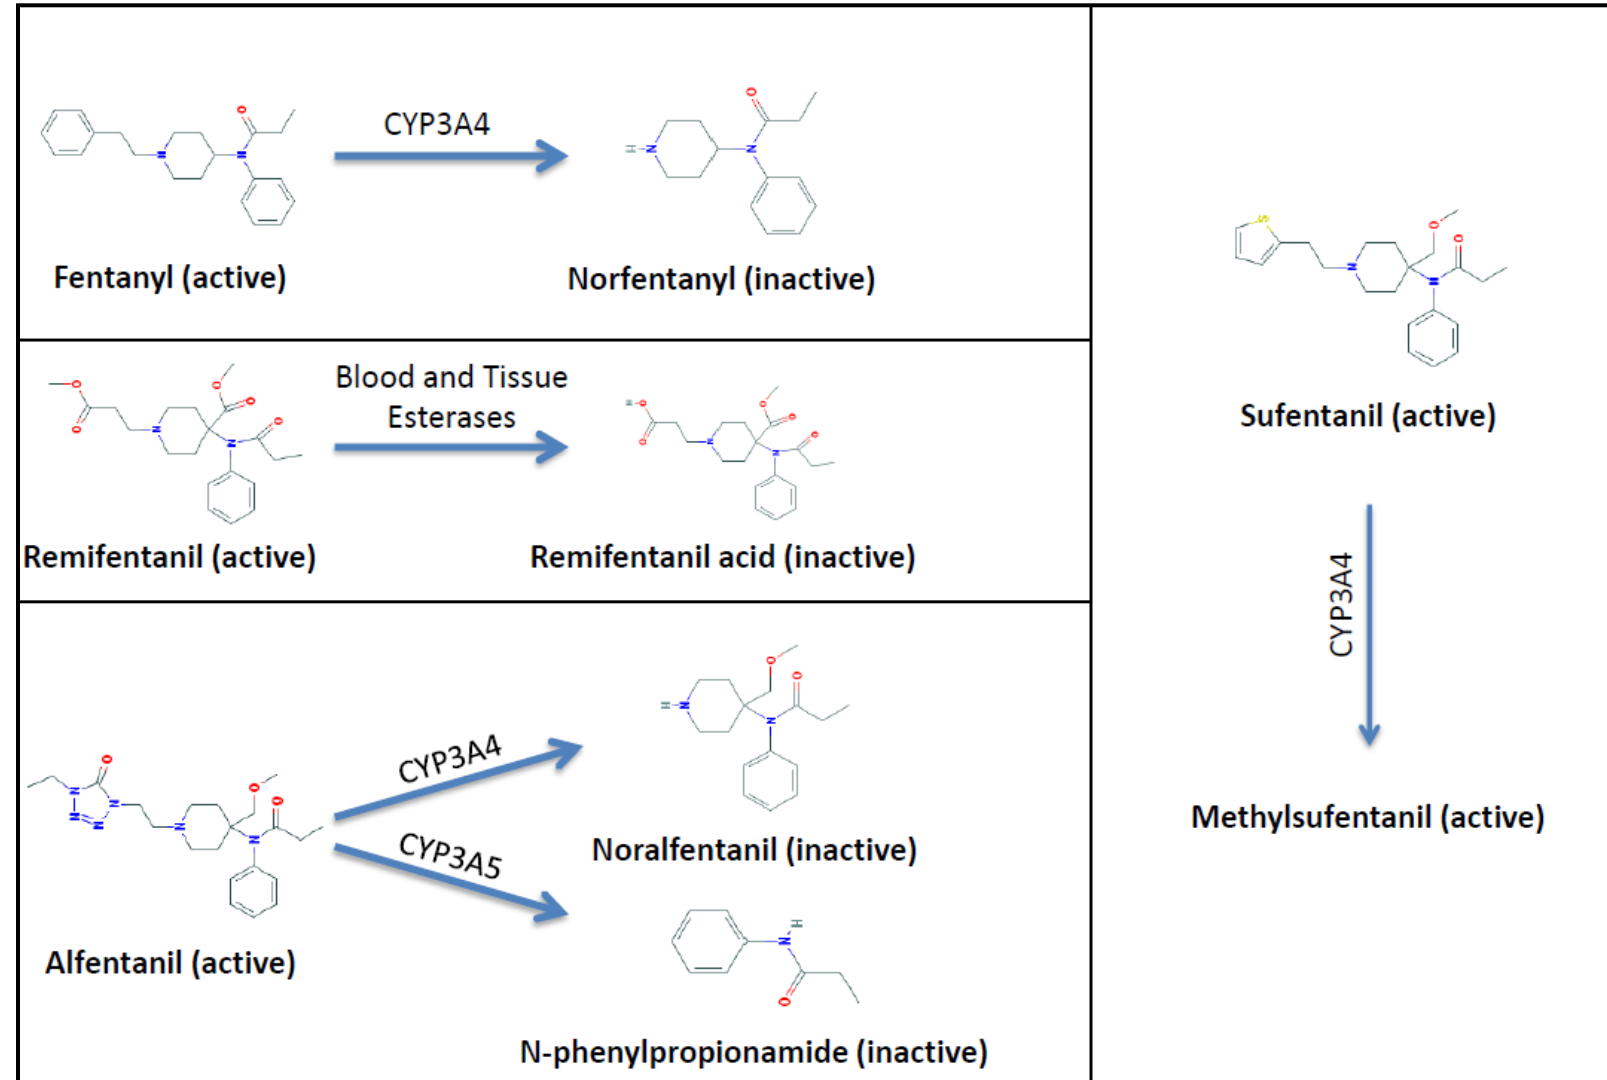 CYP3A4
Fentanyl (active)
Norfentanyl (inactive)
Blood and Tissue
Esterases
Remifentanil (active)
Remifentanil acid (inactive)
CYP3A4
CYP3A5
Alfentanil (active)
Noralfentanil (inactive)
N-phenylpropionamide (inactive)
Sufentanil (active)
CYP3A4
Methylsufentanil (active)